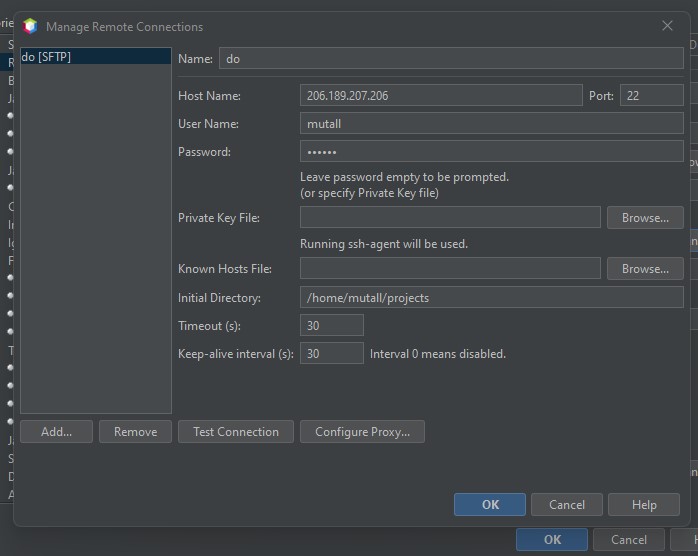 Manage Remote Connections
do [SFTP]
Name: do
Host Name: 206.189.207.206 Port: 22
User Name: mutall
Password: ••••••
Leave password empty to be prompted.
(or specify Private Key file)
Private Key File: Browse...
Running ssh-agent will be used.
Known Hosts File: Browse...
Initial Directory: /home/mutall/projects
Timeout (s): 30
Keep-alive interval (s): 30 Interval 0 means disabled.
Add... Remove Test Connection Configure Proxy...
OK Cancel Help
OK Cancel